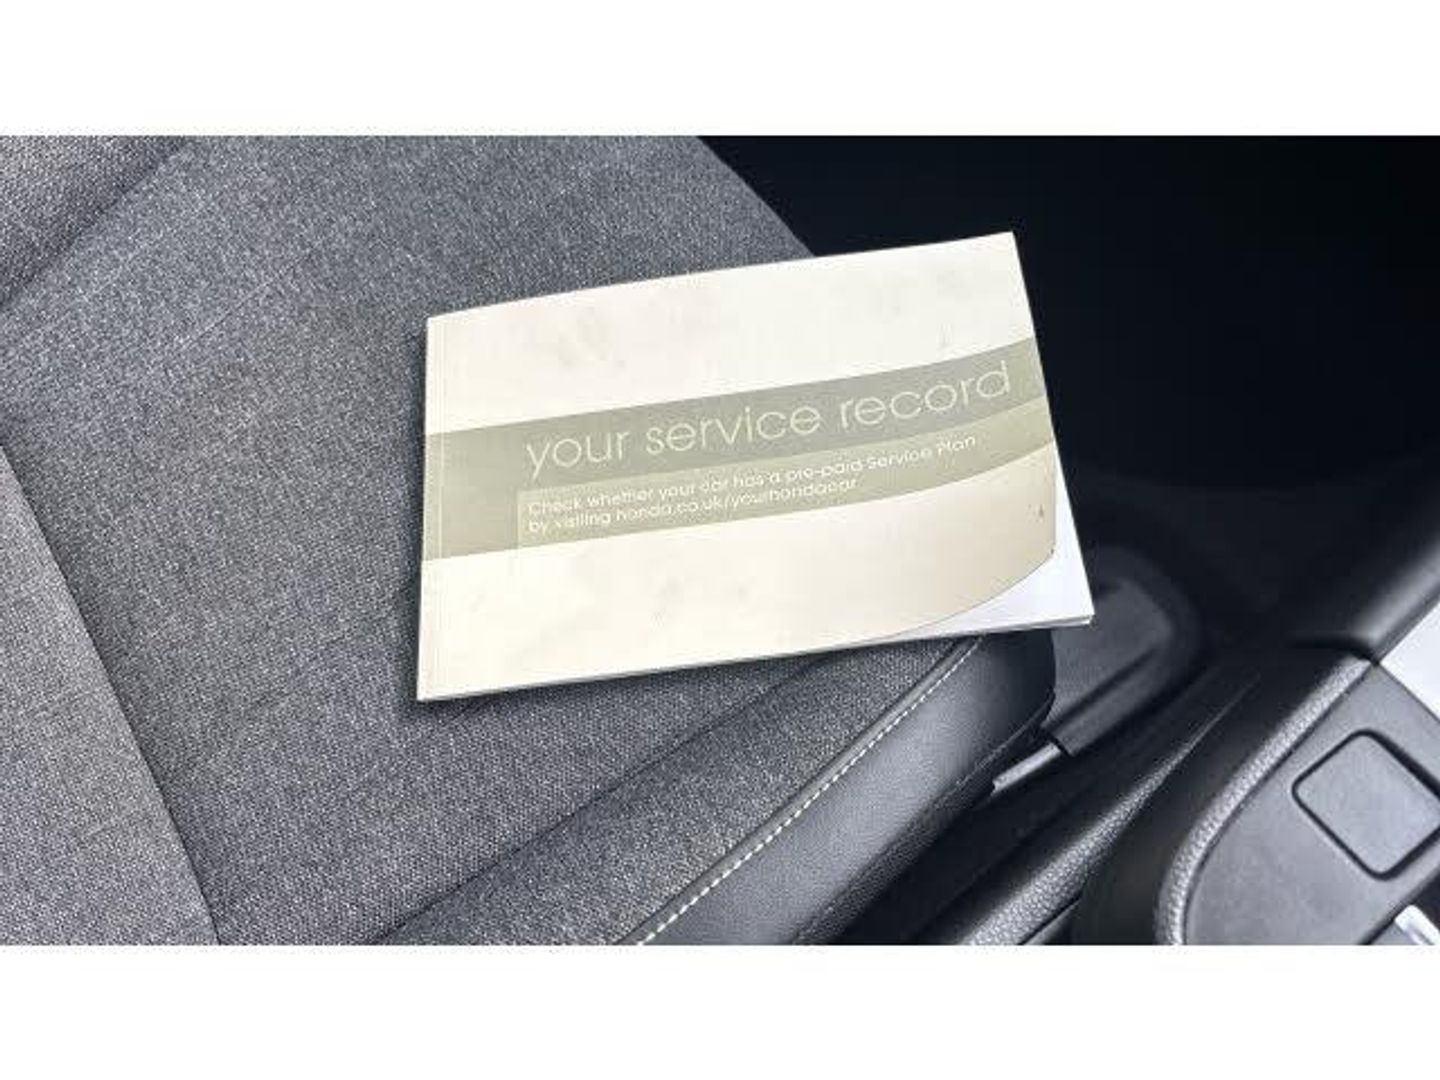 your service record
Check whether your car has a pre-paid Service Plan
by visiting honda.co.uk/yourhondacar